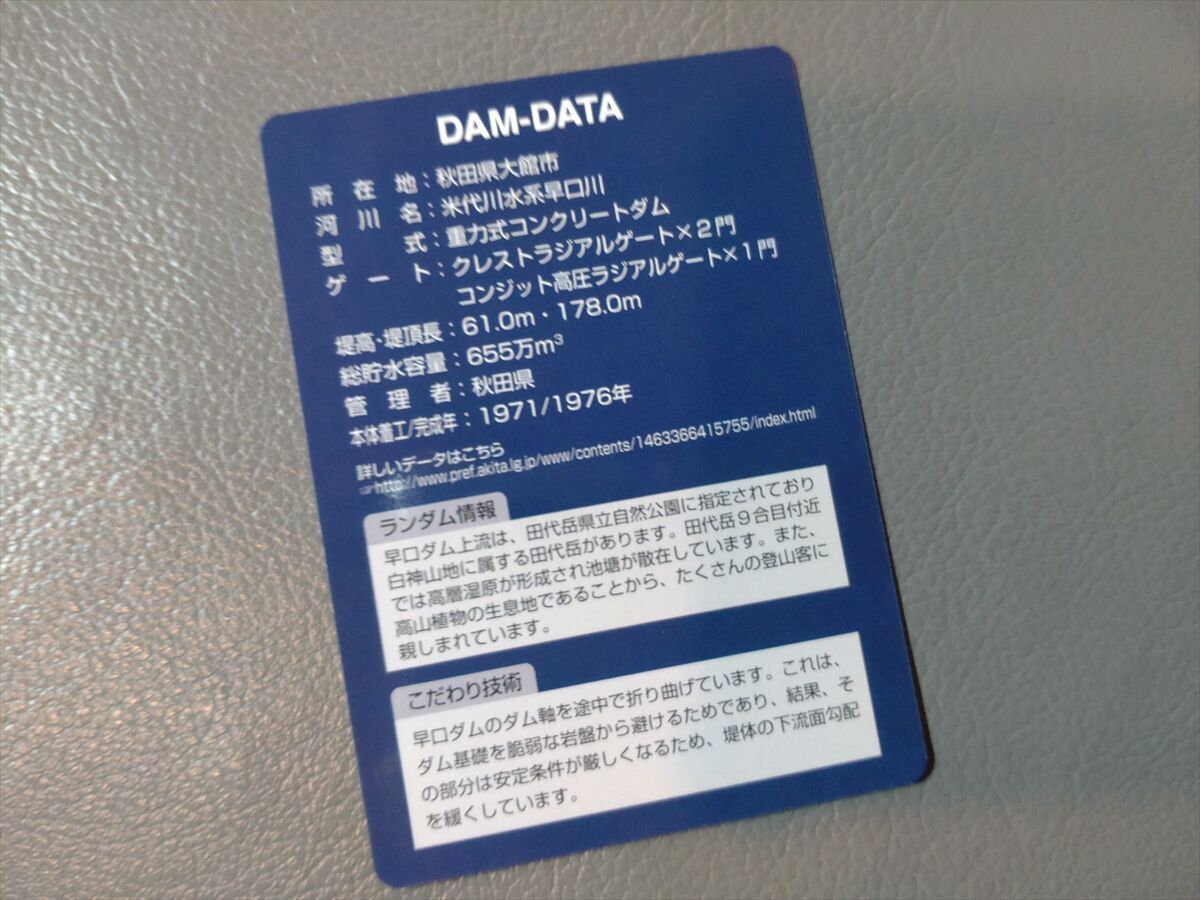 DAM-DATA
所在地：秋田県大館市
河川名：米代川水系早口川
型式：重力式コンクリートダム
ゲート：クレストラジアルゲート×2門
コンジット高圧ラジアルゲート×1門
堤高・堤頂長：61.0m・178.0m
総貯水容量：655万m³
管理者：秋田県
本体着工/完成年：1971/1976年
詳しいデータはこちら
☞http://www.pref.akita.lg.jp/www/contents/1463366415755/index.html
ランダム情報
早口ダム上流は、田代岳県立自然公園に指定されており
白神山地に属する田代岳があります。田代岳9合目付近
では高層湿原が形成され池塘が散在しています。また、
高山植物の生息地であることから、たくさんの登山客に
親しまれています。
こだわり技術
早口ダムのダム軸を途中で折り曲げています。これは、
ダム基礎を脆弱な岩盤から避けるためであり、結果、そ
の部分は安定条件が厳しくなるため、堤体の下流面勾配
を緩くしています。